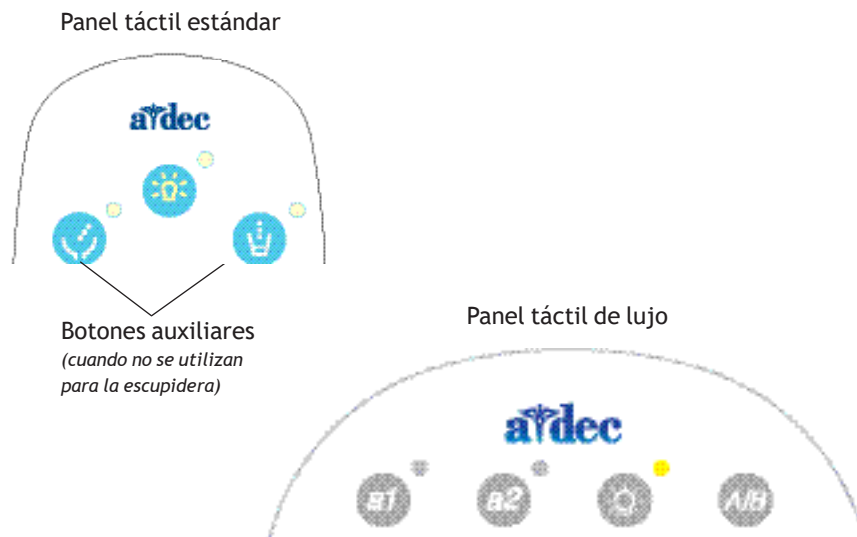 Panel táctil estándar
a dec
Botones auxiliares
(cuando no se utilizan
para la escupidera)
Panel táctil de lujo
a dec
a1 a2 A/B